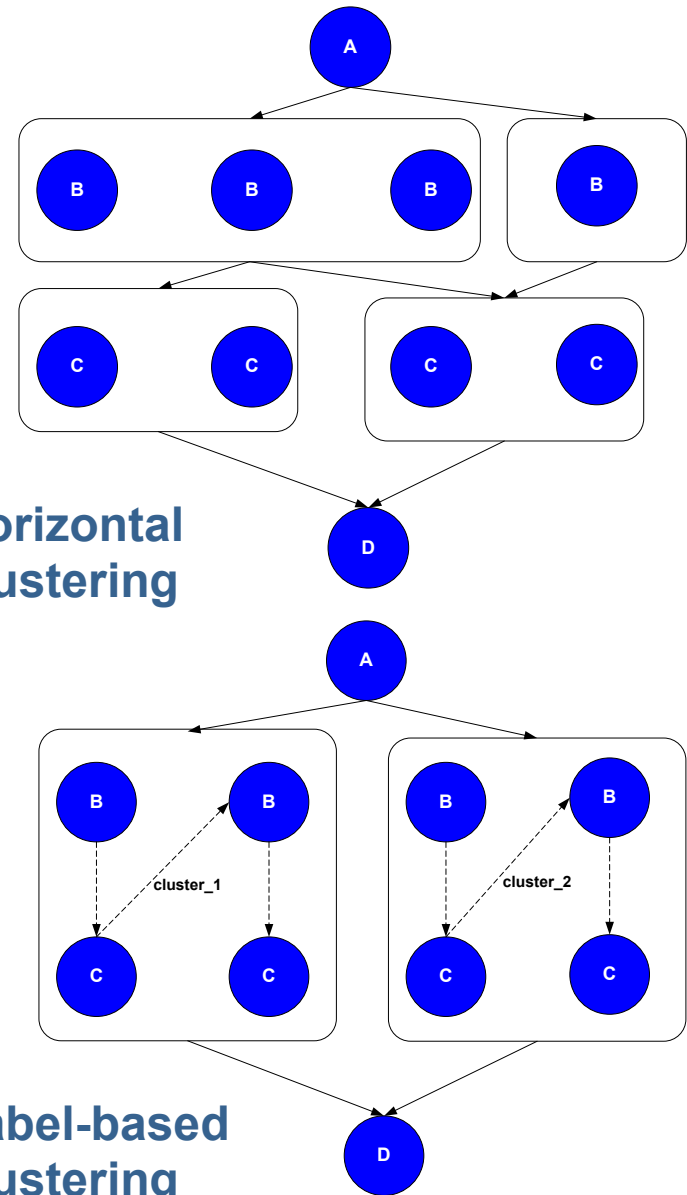 A
B B B B
C C C C
orizontal
ustering
D
A
B B B B
cluster_1 cluster_2
C C C C
abel-based
ustering
D